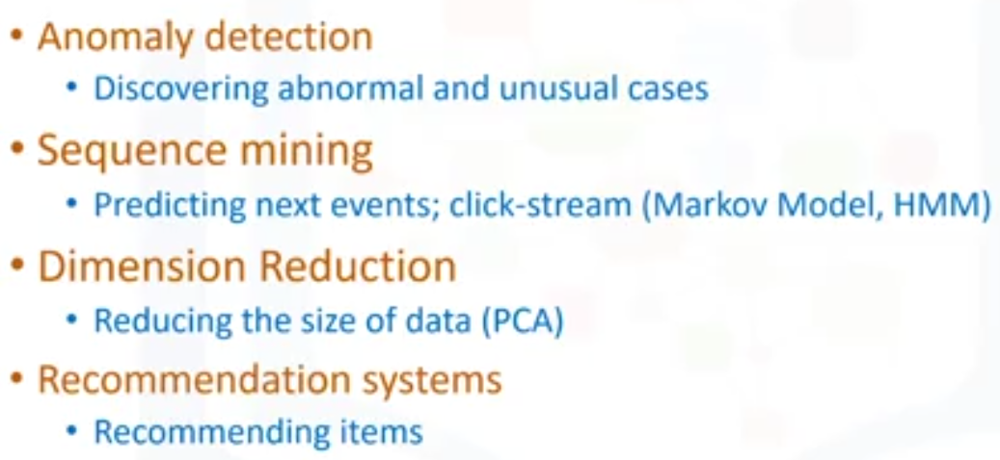 • Anomaly detection
• Discovering abnormal and unusual cases
• Sequence mining
• Predicting next events; click-stream (Markov Model, HMM)
• Dimension Reduction
• Reducing the size of data (PCA)
• Recommendation systems
• Recommending items